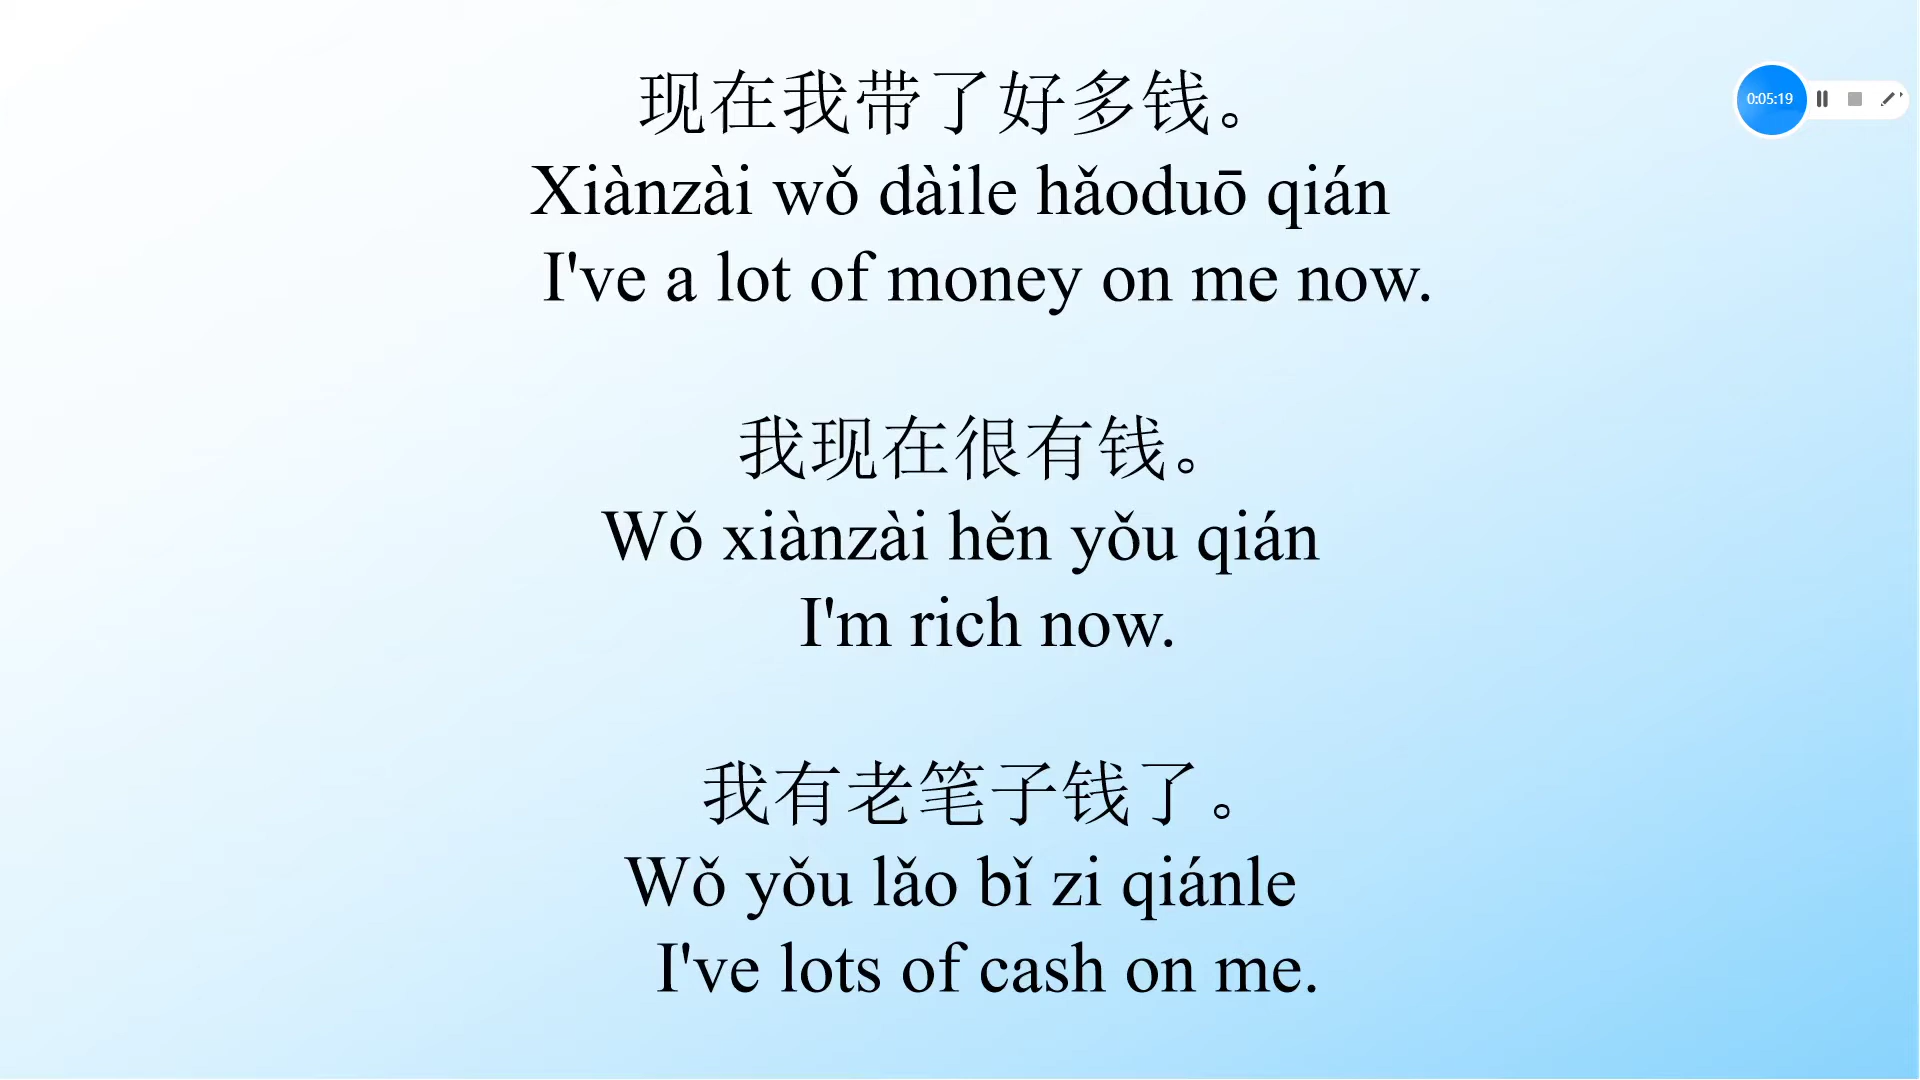 现在我带了好多钱。
0:05:19
Xiànzài wǒ dàile hǎoduō qián
I've a lot of money on me now.
我现在很有钱。
Wǒ xiànzài hěn yǒu qián
I'm rich now.
我有老笔子钱了。
Wǒ yǒu lǎo bǐ zi qiánle
I've lots of cash on me.